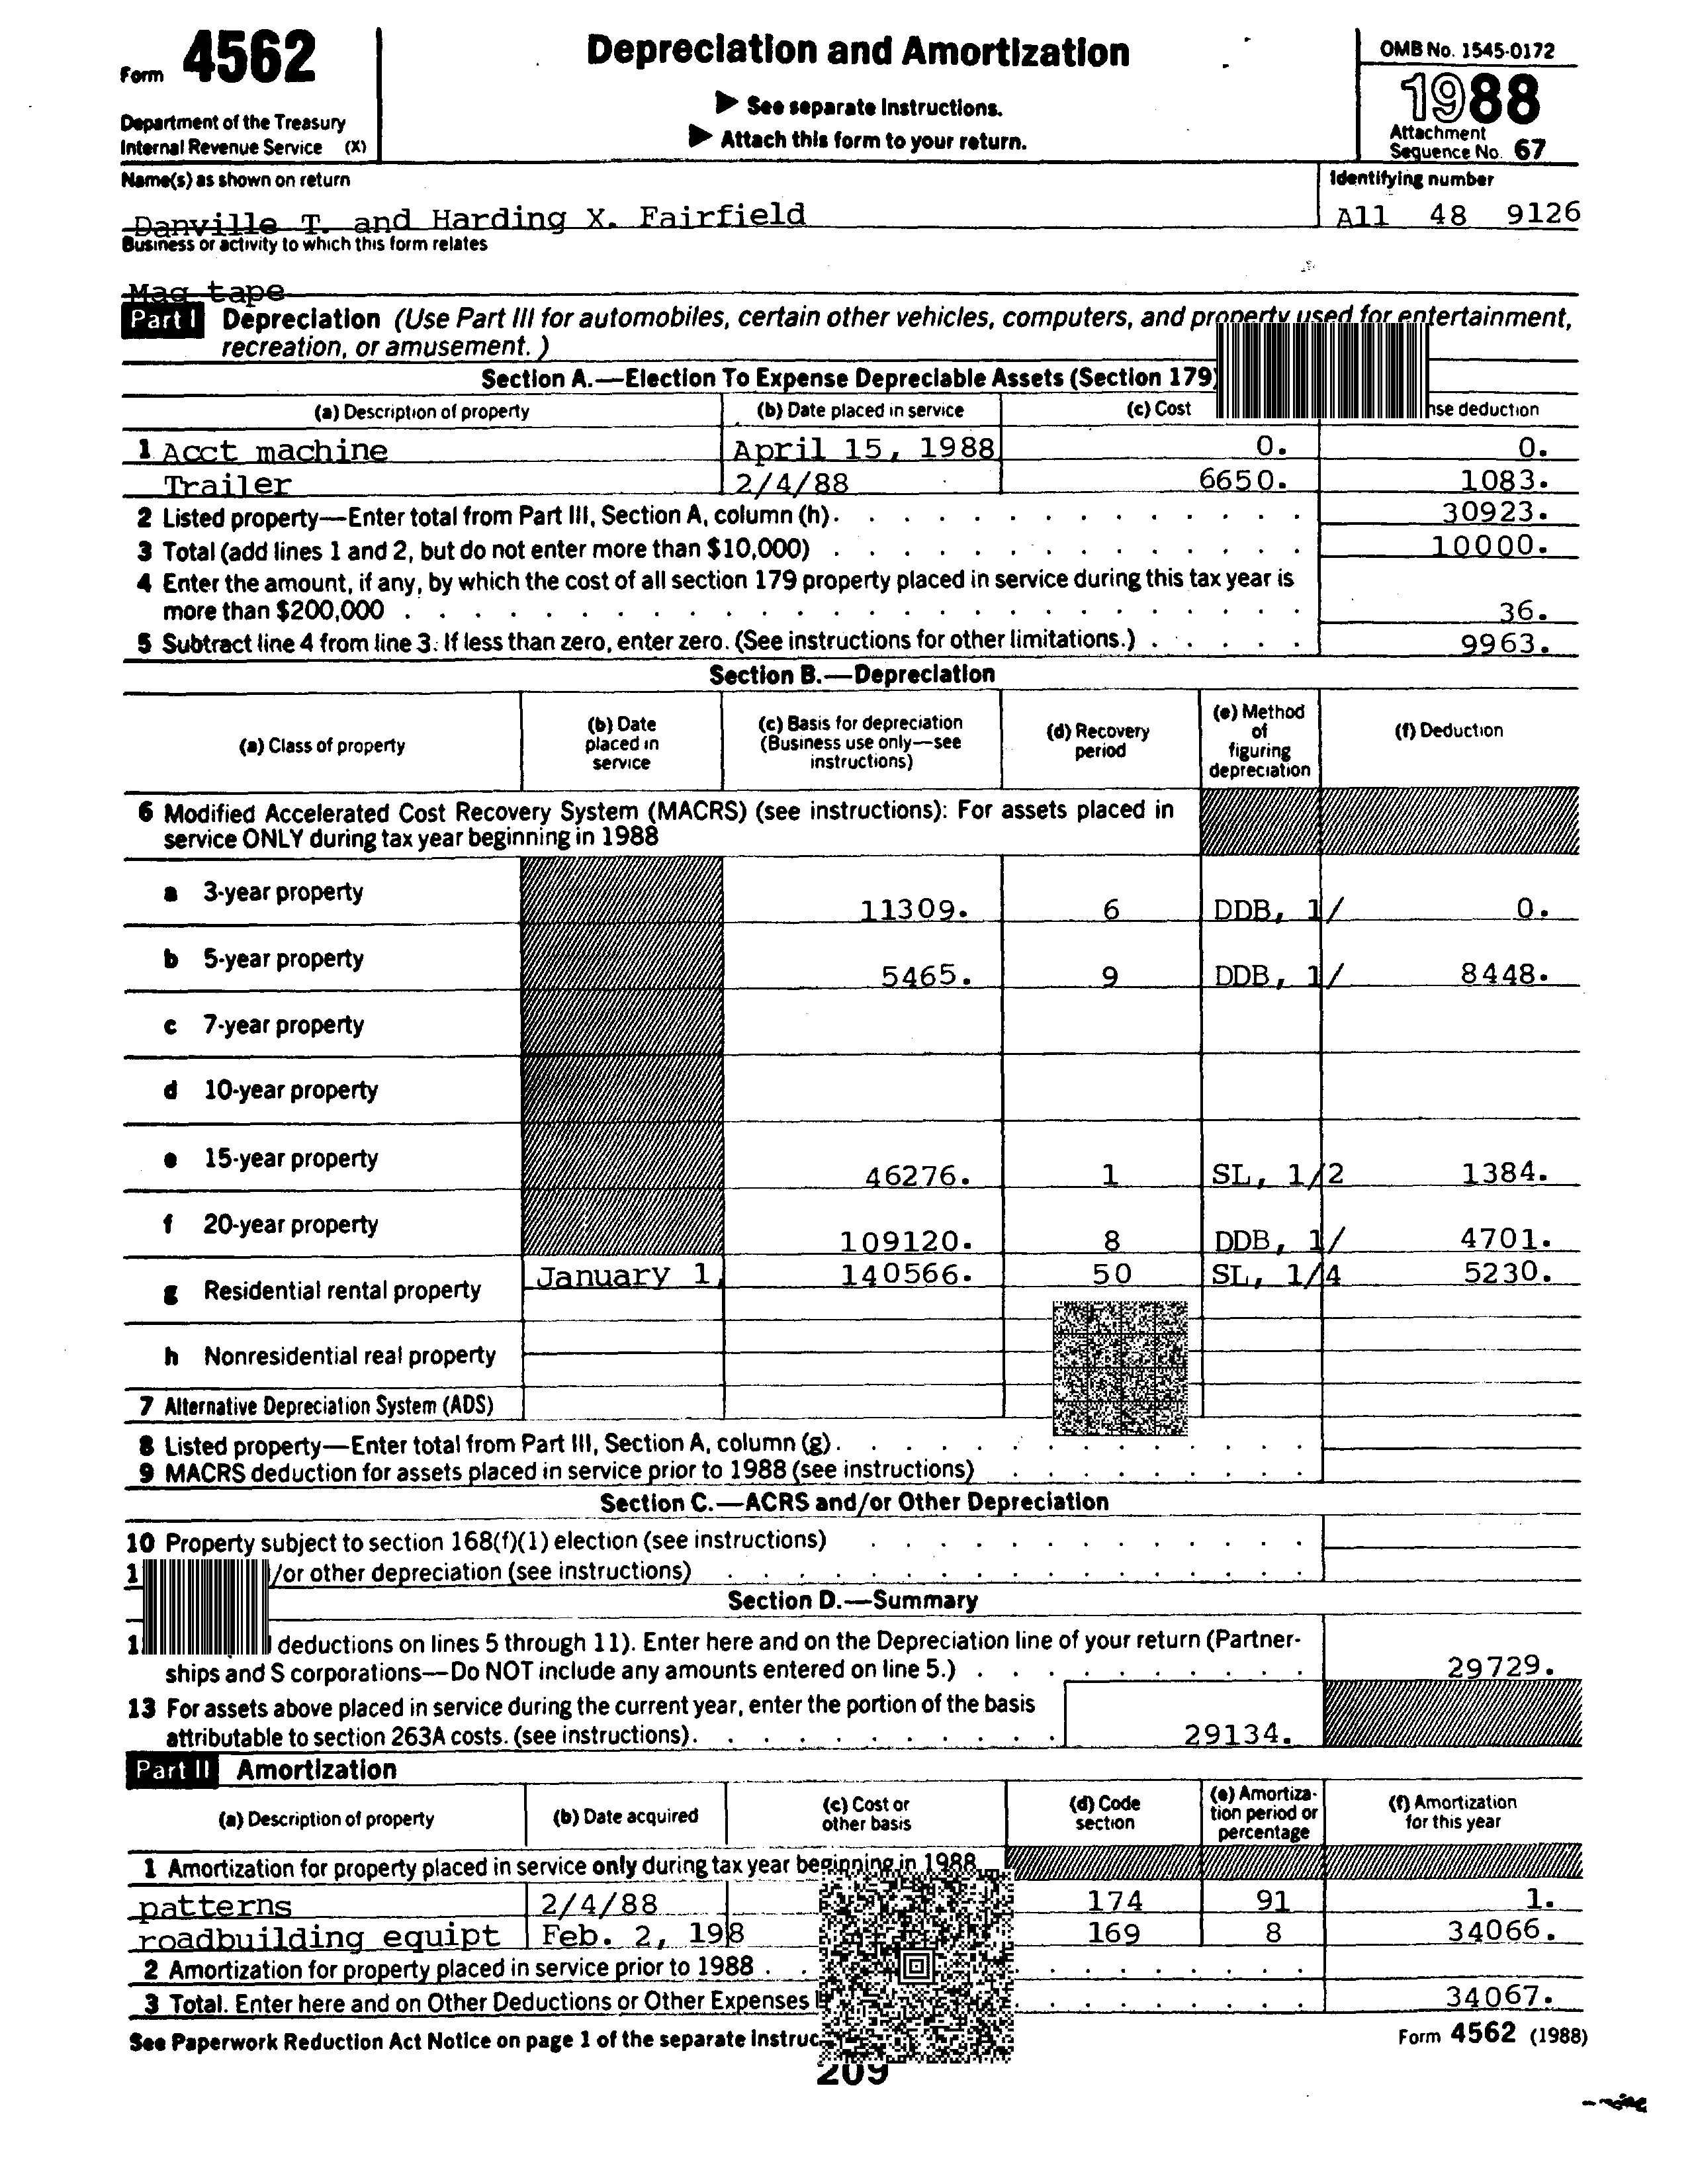 Form 4562
Depreciation and Amortization
OMB No. 1545-0172
1988
► See separate Instructions.
► Attach this form to your return.
Department of the Treasury
Internal Revenue Service (X)
Attachment
Sequence No. 67
Name(s) as shown on return
Identifying number
Danville T. and Harding X. Fairfield
A11 48 9126
Business or activity to which this form relates
Mag tape
Part I Depreciation (Use Part III for automobiles, certain other vehicles, computers, and property used for entertainment,
recreation, or amusement.)
Section A.—Election To Expense Depreciable Assets (Section 179)
(a) Description of property (b) Date placed in service (c) Cost nse deduction
1 Acct machine April 15, 1988 0. 0.
Trailer 2/4/88 6650. 1083.
2 Listed property—Enter total from Part III, Section A, column (h). 30923.
3 Total (add lines 1 and 2, but do not enter more than $10,000) 10000.
4 Enter the amount, if any, by which the cost of all section 179 property placed in service during this tax year is
more than $200,000 36.
5 Subtract line 4 from line 3. If less than zero, enter zero. (See instructions for other limitations.) 9963.
Section B.—Depreciation
(a) Class of property (b) Date placed in service (c) Basis for depreciation (Business use only—see instructions) (d) Recovery period (e) Method of figuring depreciation (f) Deduction
6 Modified Accelerated Cost Recovery System (MACRS) (see instructions): For assets placed in
service ONLY during tax year beginning in 1988
a 3-year property 11309. 6 DDB, 1/ 0.
b 5-year property 5465. 9 DDB, 1/ 8448.
c 7-year property
d 10-year property
e 15-year property 46276. 1 SL, 1/2 1384.
f 20-year property 109120. 8 DDB, 1/ 4701.
g Residential rental property January 1, 140566. 50 SL, 1/4 5230.
h Nonresidential real property
7 Alternative Depreciation System (ADS)
8 Listed property—Enter total from Part III, Section A, column (g).
9 MACRS deduction for assets placed in service prior to 1988 (see instructions)
Section C.—ACRS and/or Other Depreciation
10 Property subject to section 168(f)(1) election (see instructions)
1 /or other depreciation (see instructions)
Section D.—Summary
1 deductions on lines 5 through 11). Enter here and on the Depreciation line of your return (Partner-
ships and S corporations—Do NOT include any amounts entered on line 5.) 29729.
13 For assets above placed in service during the current year, enter the portion of the basis
attributable to section 263A costs. (see instructions). 29134.
Part II Amortization
(a) Description of property (b) Date acquired (c) Cost or other basis (d) Code section (e) Amortiza-tion period or percentage (f) Amortization for this year
1 Amortization for property placed in service only during tax year beginning in 1988
patterns 2/4/88 174 91 1.
roadbuilding equipt Feb. 2, 198 169 8 34066.
2 Amortization for property placed in service prior to 1988
3 Total. Enter here and on Other Deductions or Other Expenses 34067.
See Paperwork Reduction Act Notice on page 1 of the separate Instruc
Form 4562 (1988)
209